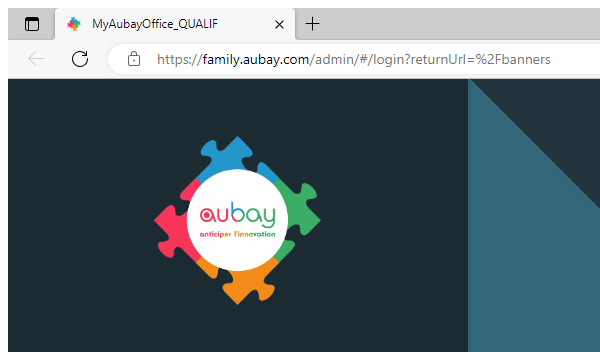 MyAubayOffice_QUALIF
https://family.aubay.com/admin/#/login?returnUrl=%2Fbanners
aubay
anticiper l'innovation